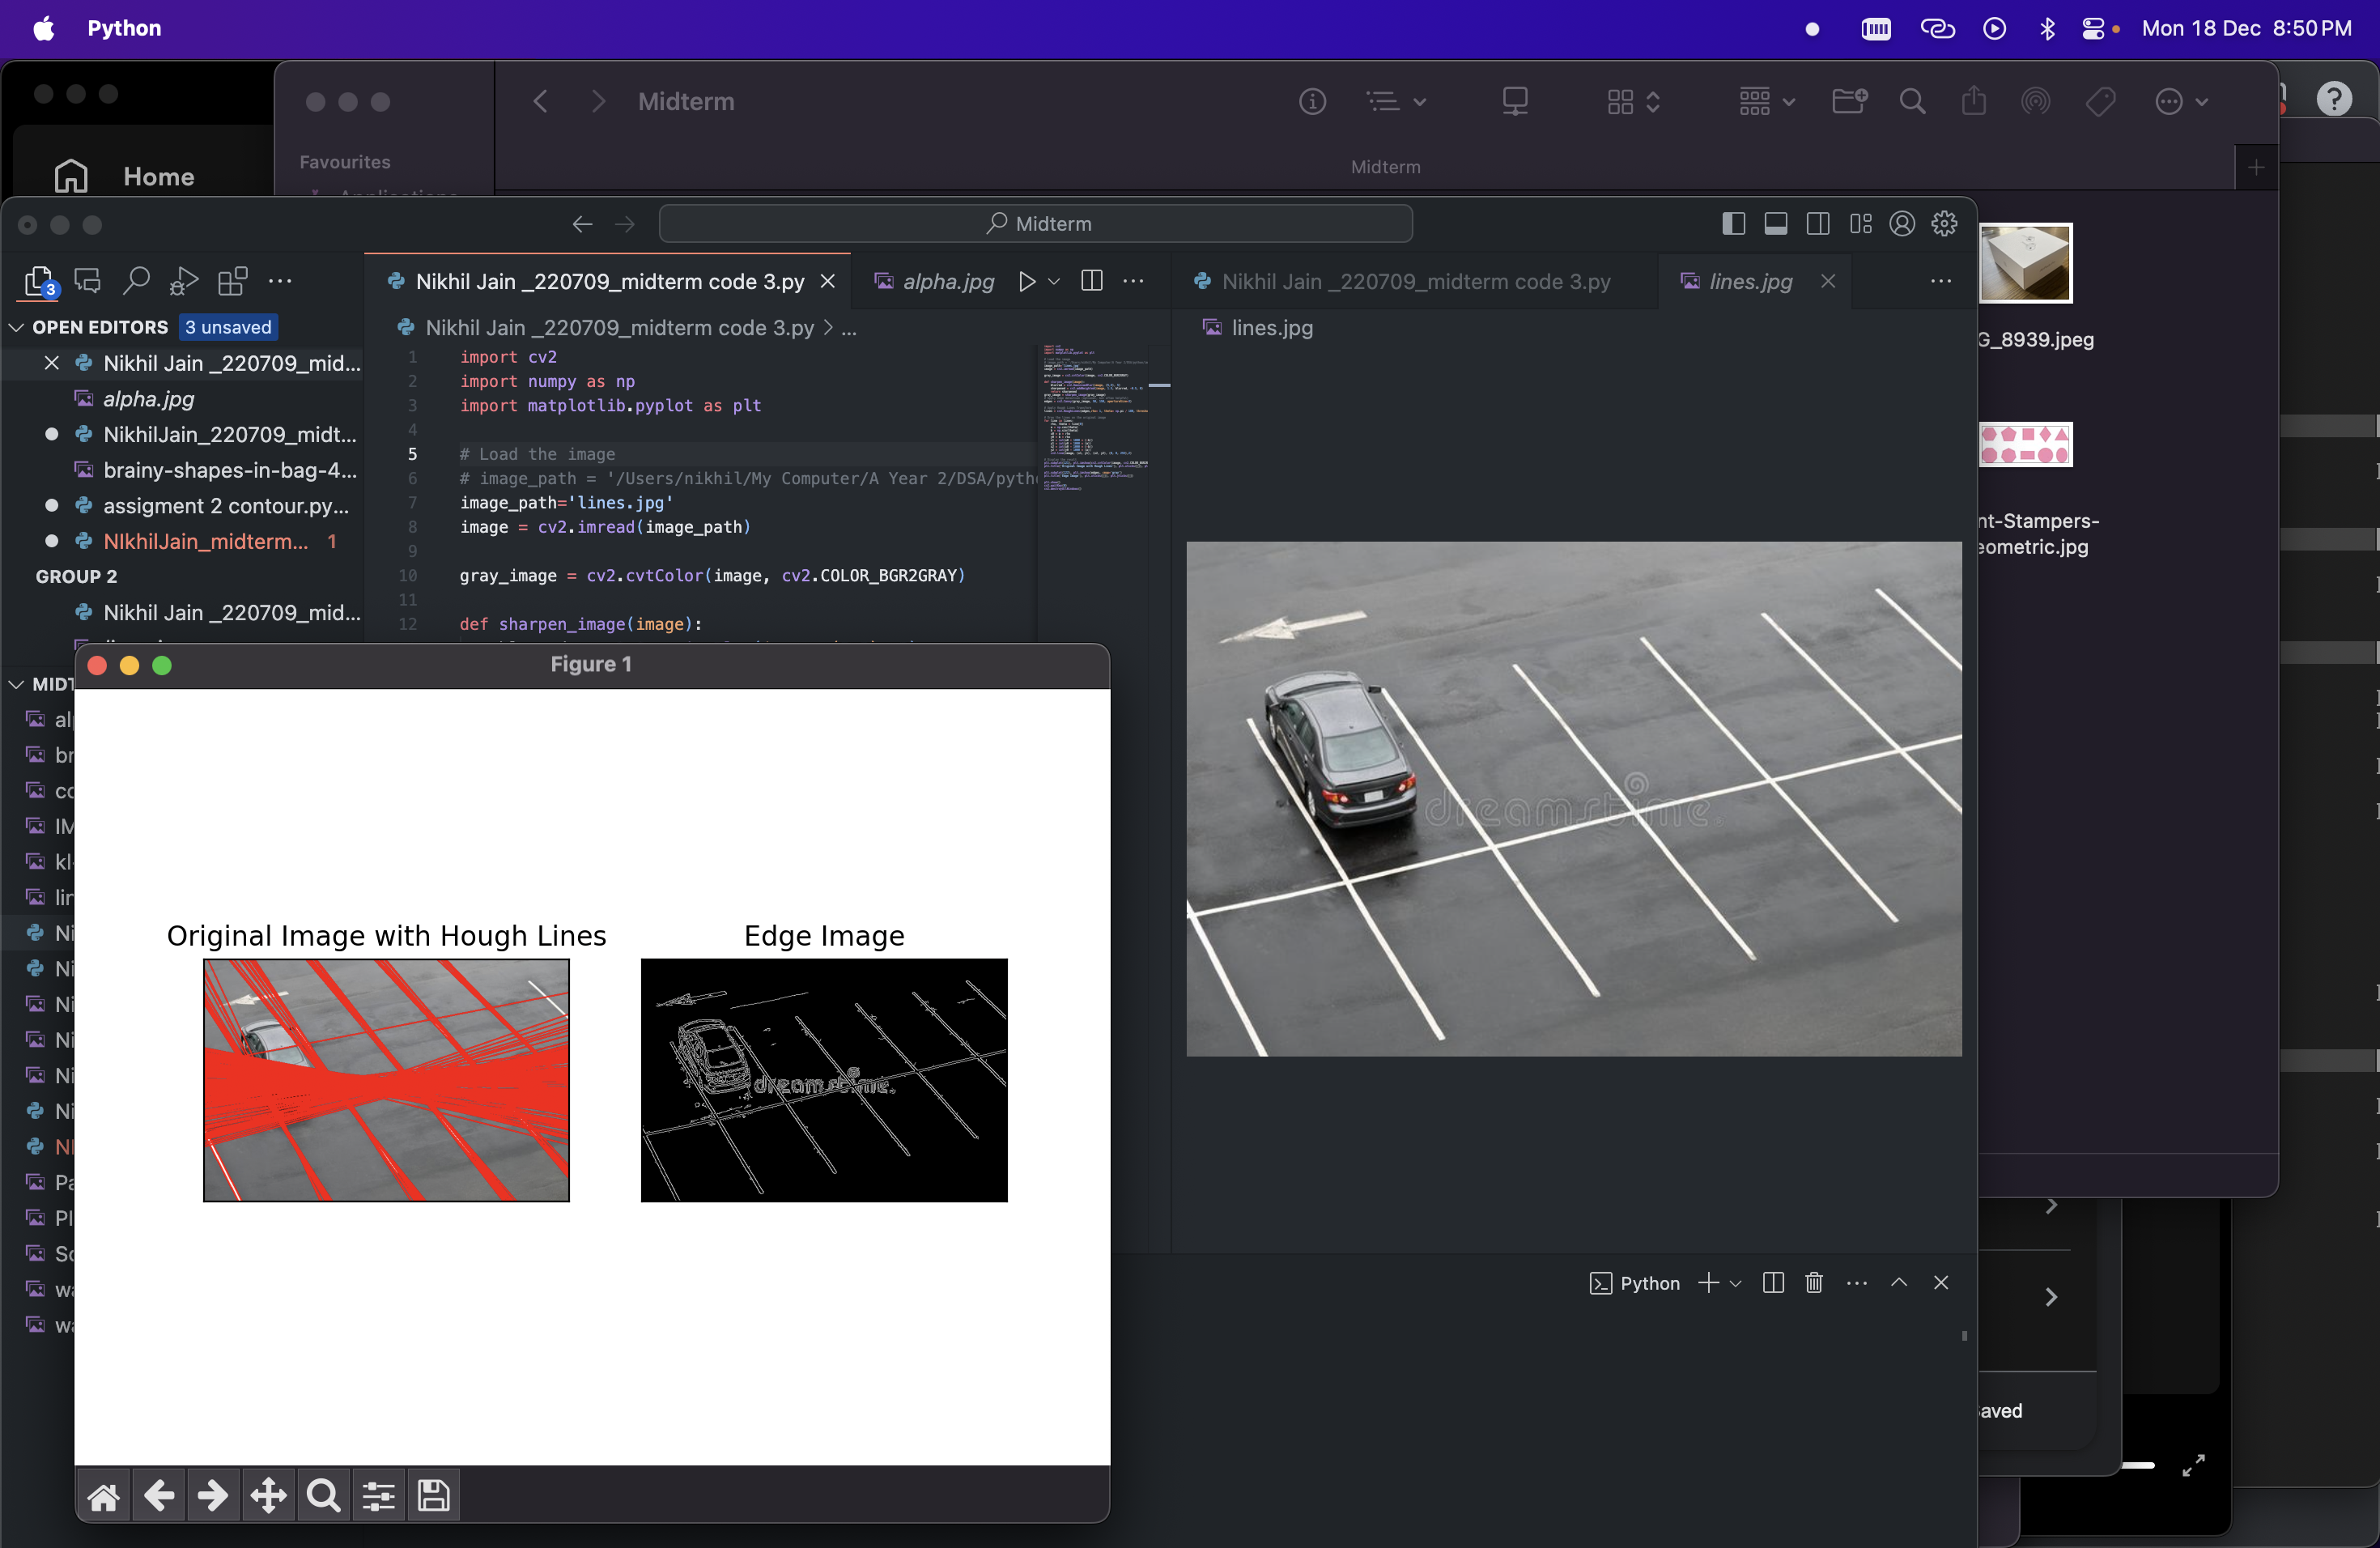 Python
Mon 18 Dec 8:50 PM
Midterm
Favourites
Midterm
Home
Midterm
3
Nikhil Jain _220709_midterm code 3.py
alpha.jpg
Nikhil Jain _220709_midterm code 3.py
lines.jpg
OPEN EDITORS
3 unsaved
Nikhil Jain _220709_midterm code 3.py > ...
lines.jpg
Nikhil Jain _220709_mid...
alpha.jpg
NikhilJain_220709_midt...
brainy-shapes-in-bag-4...
assigment 2 contour.py...
NIkhilJain_midterm... 1
GROUP 2
Nikhil Jain _220709_mid...
1 import cv2
2 import numpy as np
3 import matplotlib.pyplot as plt
4
5 # Load the image
6 # image_path = '/Users/nikhil/My Computer/A Year 2/DSA/pyth
7 image_path='lines.jpg'
8 image = cv2.imread(image_path)
9
10 gray_image = cv2.cvtColor(image, cv2.COLOR_BGR2GRAY)
11
12 def sharpen_image(image):
G_8939.jpeg
nt-Stampers-
eometric.jpg
dreamstime.
MIDT
al
br
co
IM
kl
lin
Ni
Ni
Ni
Ni
Ni
Ni
NI
Pa
Pl
Sc
wa
wa
Figure 1
Original Image with Hough Lines
Edge Image
dreamstime.
Python
aved